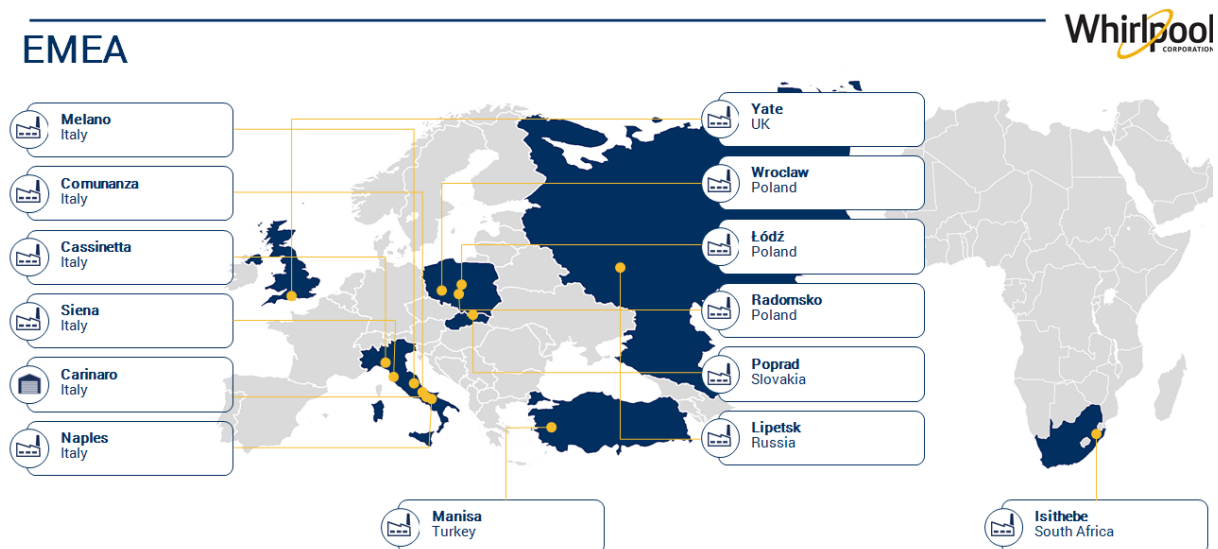 Whirlpool
CORPORATION
EMEA
Melano
Italy
Comunanza
Italy
Cassinetta
Italy
Siena
Italy
Carinaro
Italy
Naples
Italy
Yate
UK
Wroclaw
Poland
Łódź
Poland
Radomsko
Poland
Poprad
Slovakia
Lipetsk
Russia
Manisa
Turkey
Isithebe
South Africa